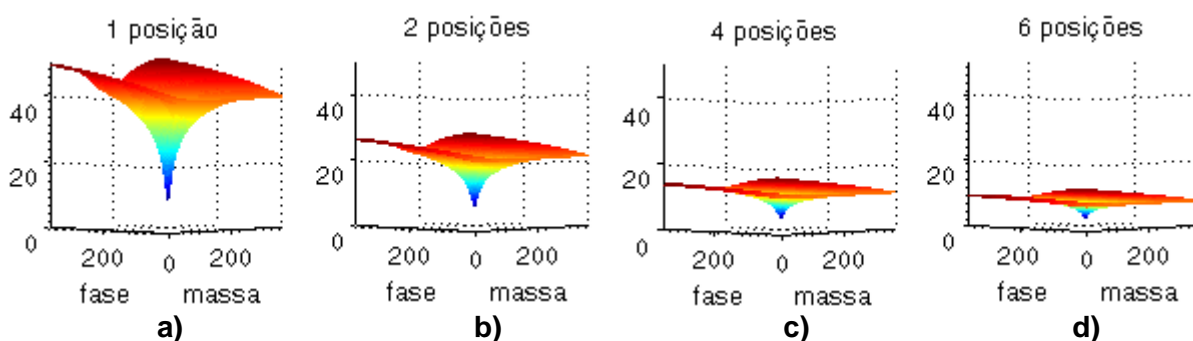 1 posição 2 posições 4 posições 6 posições
40 40 40 40
20 20 20 20
0 0 0 0
200 0 200 200 0 200 200 0 200 200 0 200
fase massa fase massa fase massa fase massa
a) b) c) d)